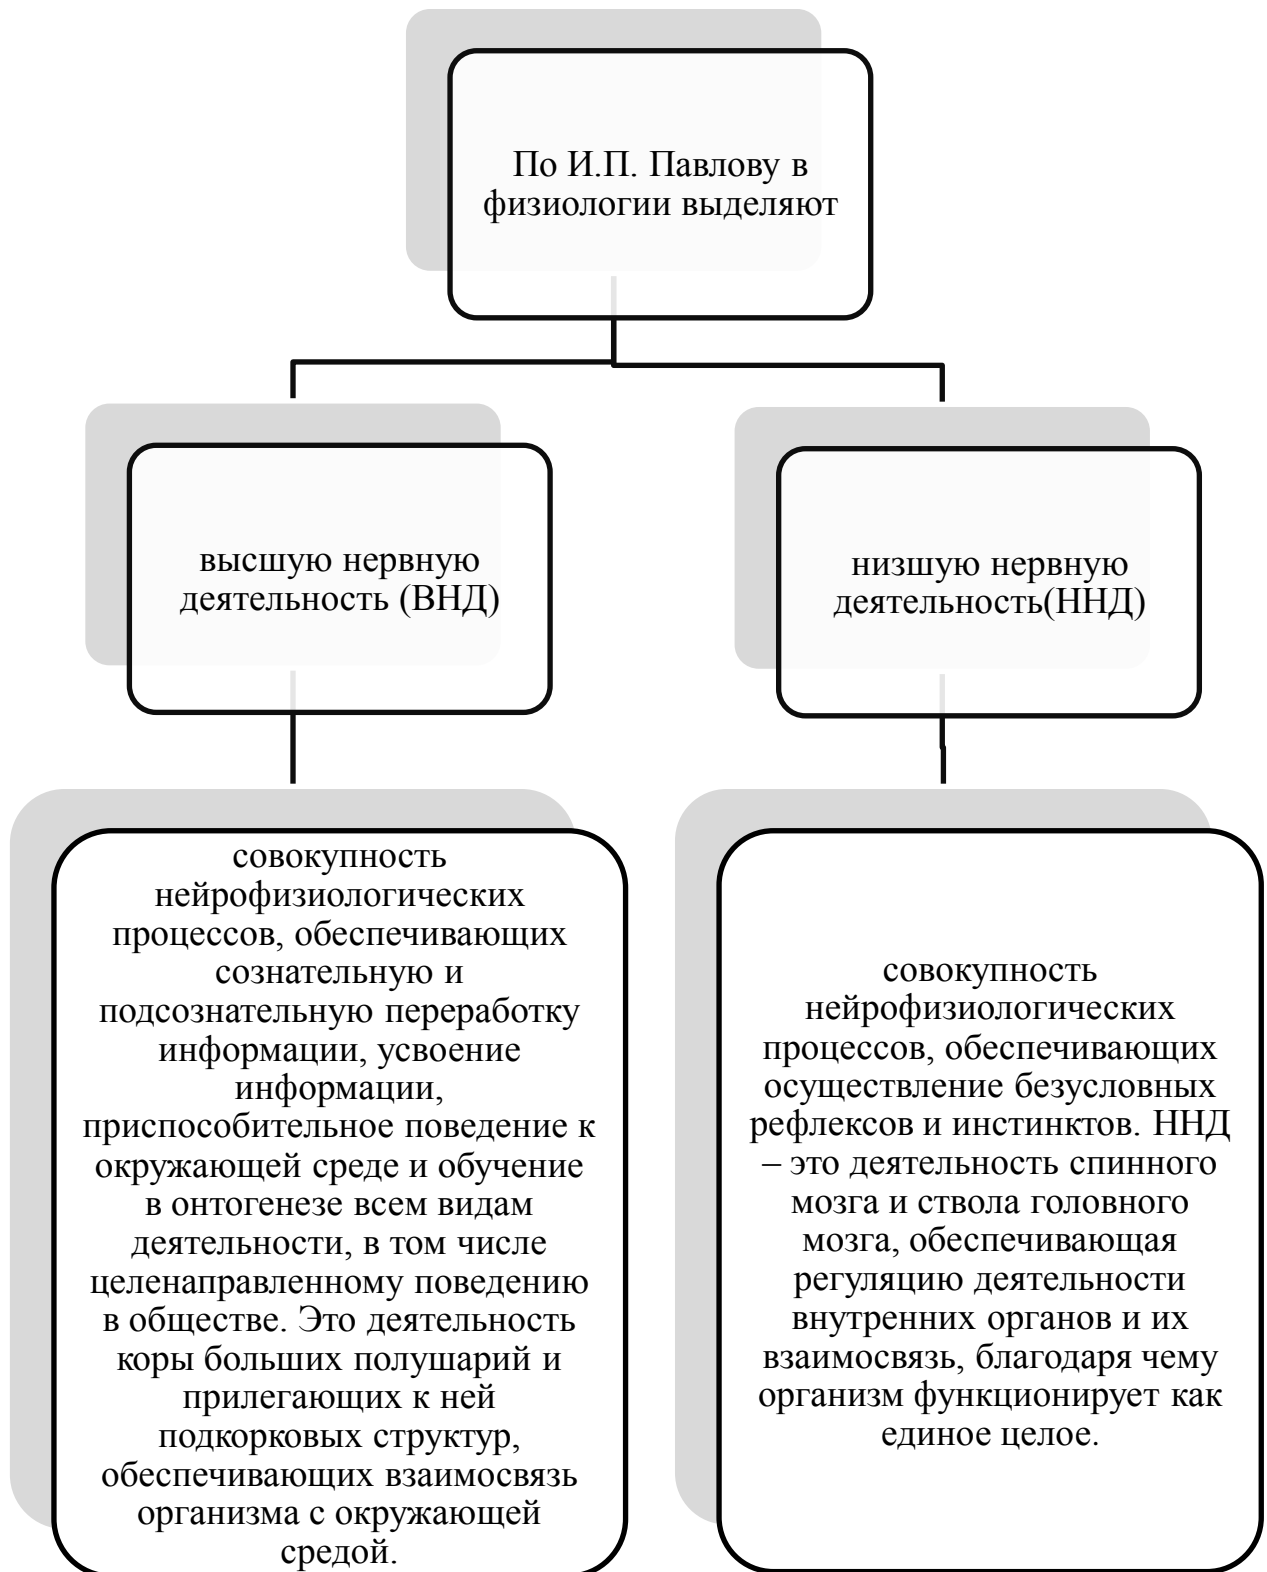 По И.П. Павлову в
физиологии выделяют
высшую нервную
деятельность (ВНД)
низшую нервную
деятельность(ННД)
совокупность
нейрофизиологических
процессов, обеспечивающих
сознательную и
подсознательную переработку
информации, усвоение
информации,
приспособительное поведение к
окружающей среде и обучение
в онтогенезе всем видам
деятельности, в том числе
целенаправленному поведению
в обществе. Это деятельность
коры больших полушарий и
прилегающих к ней
подкорковых структур,
обеспечивающих взаимосвязь
организма с окружающей
средой.
совокупность
нейрофизиологических
процессов, обеспечивающих
осуществление безусловных
рефлексов и инстинктов. ННД
– это деятельность спинного
мозга и ствола головного
мозга, обеспечивающая
регуляцию деятельности
внутренних органов и их
взаимосвязь, благодаря чему
организм функционирует как
единое целое.